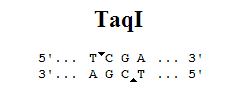 TaqI
5'... T C G A ... 3'
3'... A G C T ... 5'